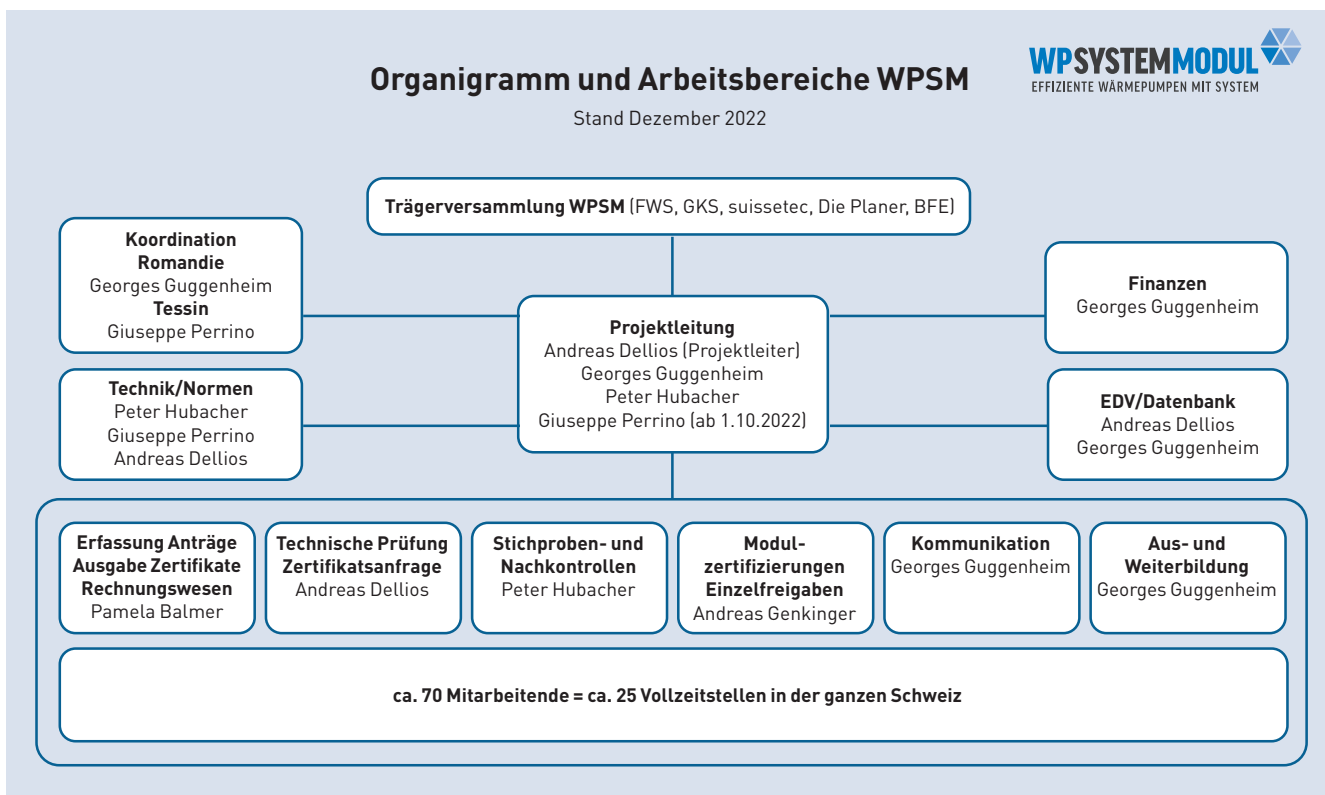 Organigramm und Arbeitsbereiche WPSM
Stand Dezember 2022
WPSYSTEMMODUL
EFFIZIENTE WÄRMEPUMPEN MIT SYSTEM
Trägerversammlung WPSM (FWS, GKS, suissetec, Die Planer, BFE)
Koordination
Romandie
Georges Guggenheim
Tessin
Giuseppe Perrino
Technik/Normen
Peter Hubacher
Giuseppe Perrino
Andreas Dellios
Projektleitung
Andreas Dellios (Projektleiter)
Georges Guggenheim
Peter Hubacher
Giuseppe Perrino (ab 1.10.2022)
Finanzen
Georges Guggenheim
EDV/Datenbank
Andreas Dellios
Georges Guggenheim
Erfassung Anträge
Ausgabe Zertifikate
Rechnungswesen
Pamela Balmer
Technische Prüfung
Zertifikatsanfrage
Andreas Dellios
Stichproben- und
Nachkontrollen
Peter Hubacher
Modul-
zertifizierungen
Einzelfreigaben
Andreas Genkinger
Kommunikation
Georges Guggenheim
Aus- und
Weiterbildung
Georges Guggenheim
ca. 70 Mitarbeitende = ca. 25 Vollzeitstellen in der ganzen Schweiz